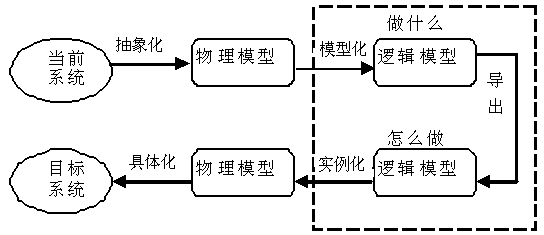 做什么
当前
系统
抽象化
物理模型
模型化
逻辑模型
导
出
怎么做
目标
系统
具体化
物理模型
实例化
逻辑模型